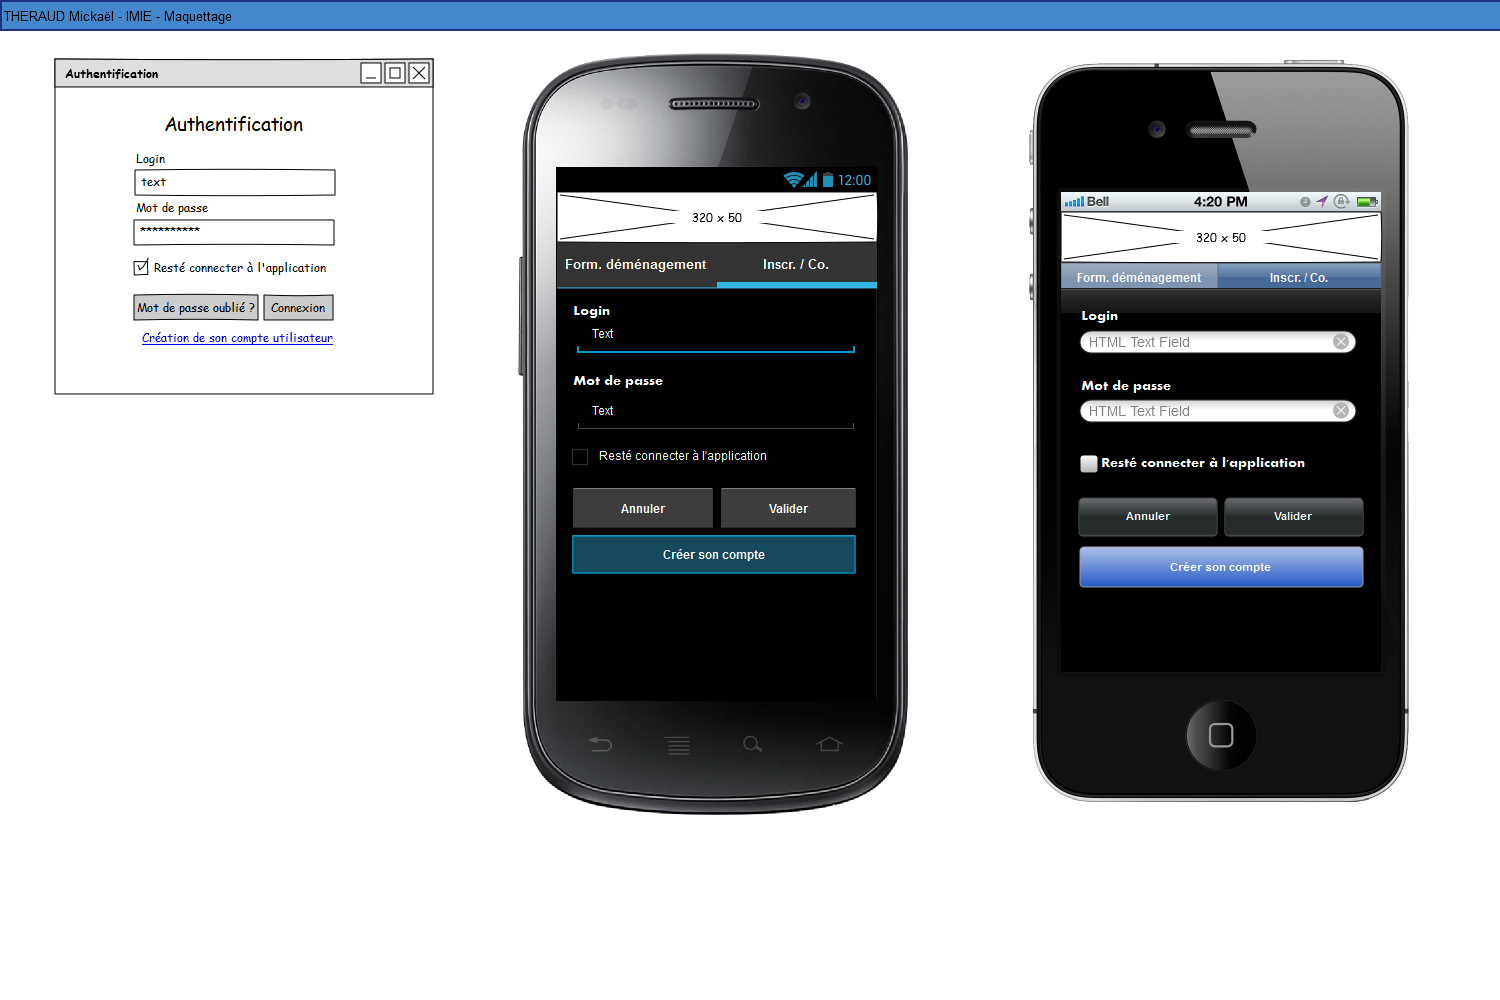 THERAUD Mickaël - IMIE - Maquettage
Authentification
Authentification
Login
text
Mot de passe
**********
Resté connecter à l'application
Mot de passe oublié ?
Connexion
Création de son compte utilisateur
12:00
320 x 50
Form. déménagement
Inscr. / Co.
Login
Text
Mot de passe
Text
Resté connecter à l'application
Annuler
Valider
Créer son compte
Bell
4:20 PM
320 x 50
Form. déménagement
Inscr. / Co.
Login
HTML Text Field
Mot de passe
HTML Text Field
Resté connecter à l'application
Annuler
Valider
Créer son compte